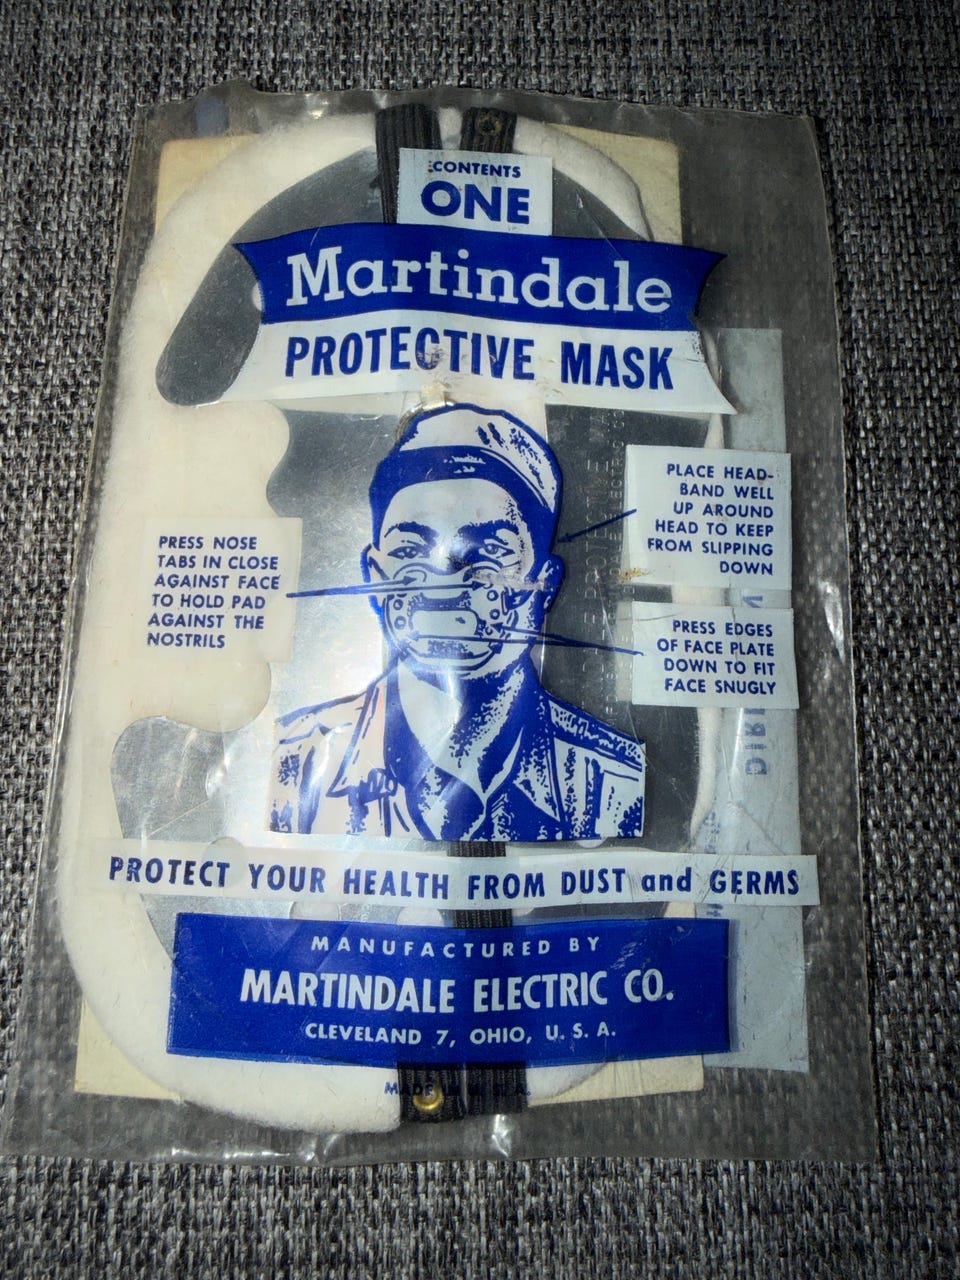 CONTENTS
ONE
Martindale
PROTECTIVE MASK
PLACE HEAD-
BAND WELL
UP AROUND
HEAD TO KEEP
FROM SLIPPING
DOWN
PRESS NOSE
TABS IN CLOSE
AGAINST FACE
TO HOLD PAD
AGAINST THE
NOSTRILS
PRESS EDGES
OF FACE PLATE
DOWN TO FIT
FACE SNUGLY
PROTECT YOUR HEALTH FROM DUST and GERMS
MANUFACTURED BY
MARTINDALE ELECTRIC CO.
CLEVELAND 7, OHIO, U. S. A.